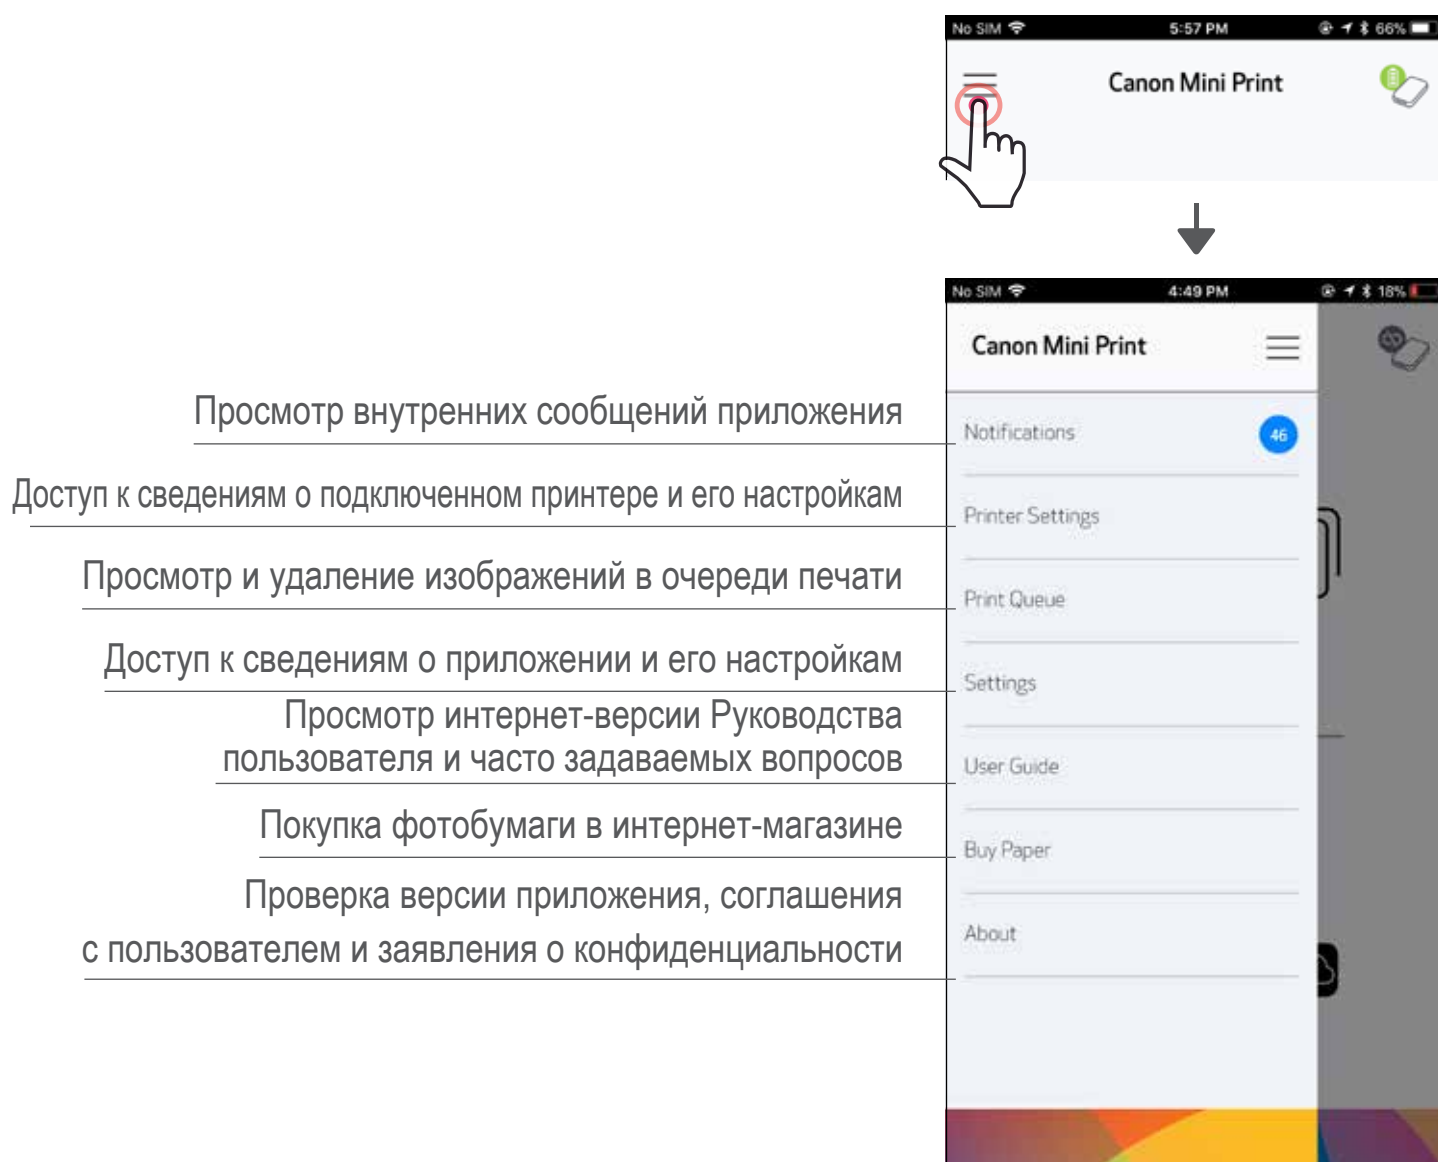 No SIM 5:57 PM 66%
Canon Mini Print
No SIM 4:49 PM 18%
Canon Mini Print
Просмотр внутренних сообщений приложения
Notifications 46
Доступ к сведениям о подключенном принтере и его настройкам
Printer Settings
Просмотр и удаление изображений в очереди печати
Print Queue
Доступ к сведениям о приложении и его настройкам
Settings
Просмотр интернет-версии Руководства
пользователя и часто задаваемых вопросов
User Guide
Покупка фотобумаги в интернет-магазине
Buy Paper
Проверка версии приложения, соглашения
с пользователем и заявления о конфиденциальности
About